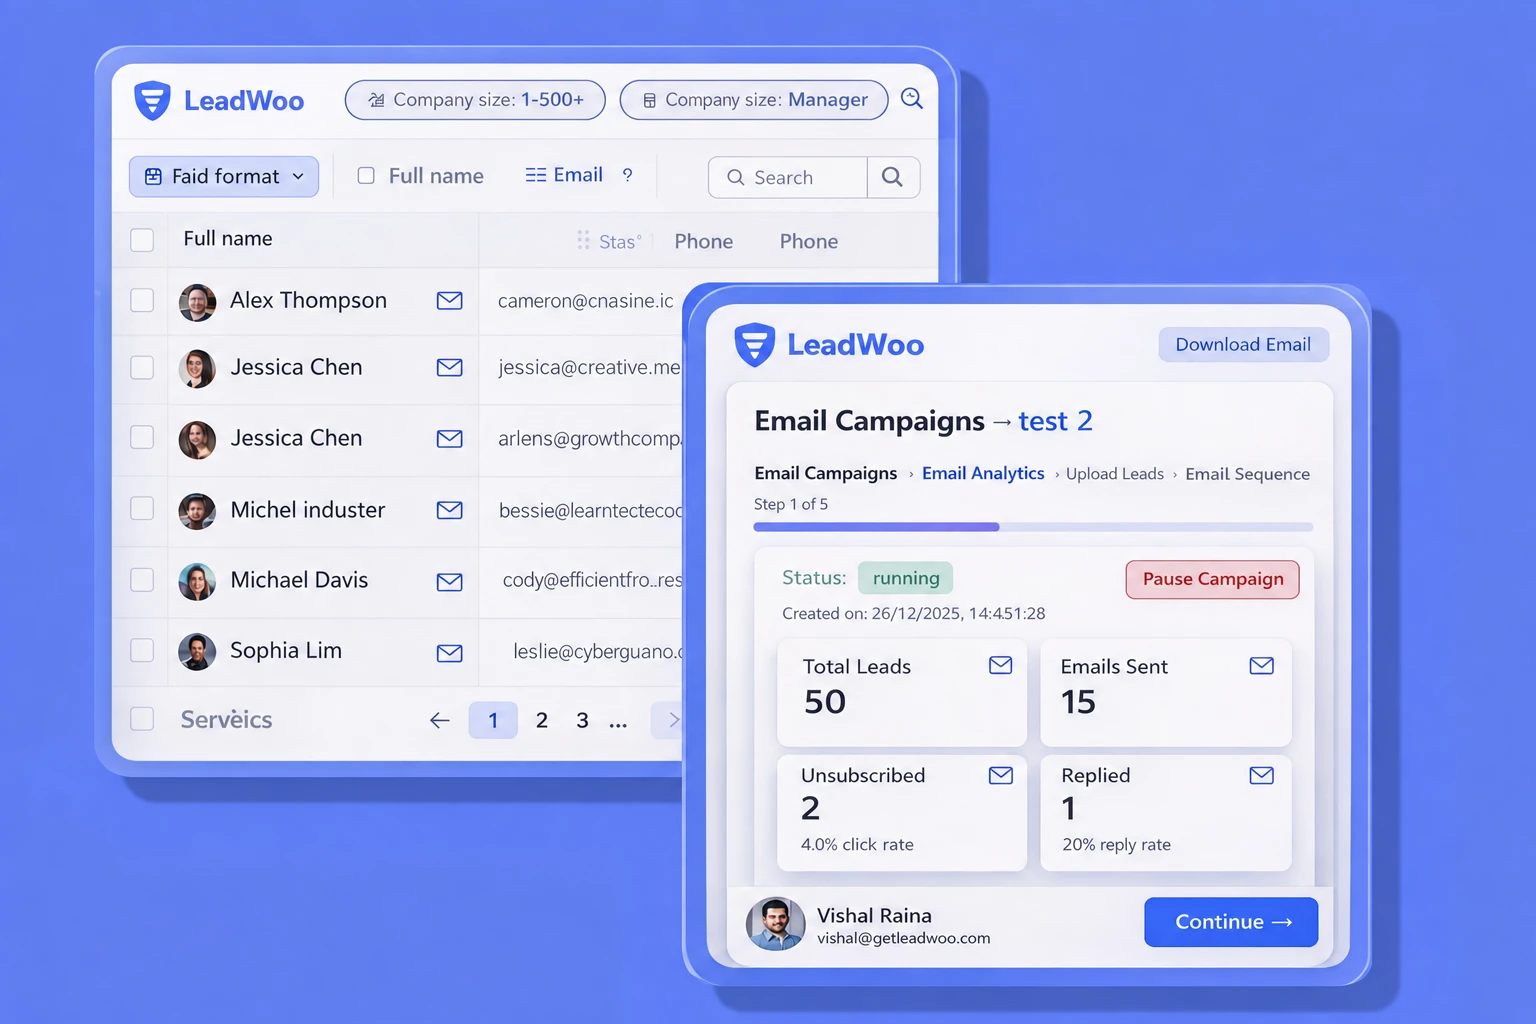 LeadWoo
Company size: 1-500+
Company size: Manager
Faid format
Full name
Email ?
Search
Full name
Stas°
Phone
Phone
Alex Thompson
cameron@cnasine.ic
Jessica Chen
jessica@creative.me
Jessica Chen
arlens@growthcomp
Michel induster
bessie@learntectecoc
Michael Davis
cody@efficientfro..res
Sophia Lim
leslie@cyberguano.c
Servėics
← 1 2 3 ... >
LeadWoo
Download Email
Email Campaigns → test 2
Email Campaigns › Email Analytics › Upload Leads › Email Sequence
Step 1 of 5
Status: running
Pause Campaign
Created on: 26/12/2025, 14:4.51:28
Total Leads
50
Emails Sent
15
Unsubscribed
2
4.0% click rate
Replied
1
20% reply rate
Vishal Raina
vishal@getleadwoo.com
Continue →